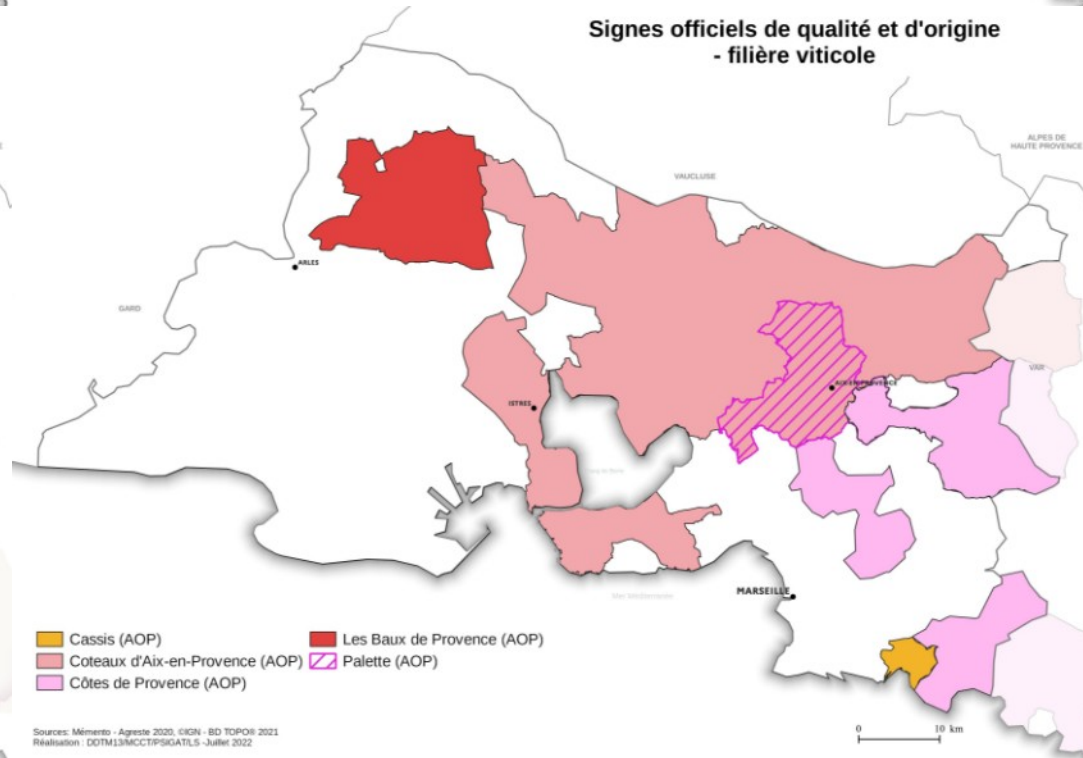 Signes officiels de qualité et d'origine
- filière viticole
ALPES DE
HAUTE PROVENCE
VAUCLUSE
ARLES
GARD
VAR
AIX-EN-PROVENCE
ISTRES
Mer Méditerranée
MARSEILLE
Cassis (AOP)
Coteaux d'Aix-en-Provence (AOP)
Côtes de Provence (AOP)
Les Baux de Provence (AOP)
Palette (AOP)
Sources: Mémento - Agreste 2020, ©IGN - BD TOPO® 2021
Réalisation : DDTM13/MCCT/PSIGAT/LS -Juillet 2022
0 10 km